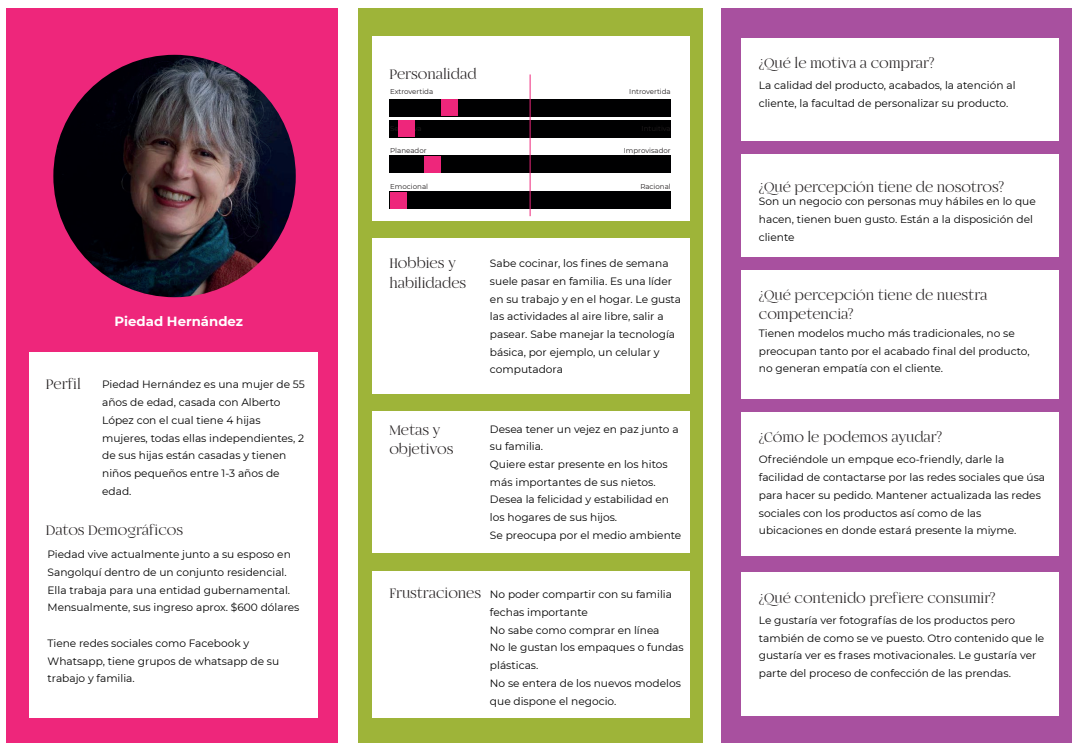 Piedad Hernández
Perfil
Piedad Hernández es una mujer de 55
años de edad, casada con Alberto
López con el cual tiene 4 hijas
mujeres, todas ellas independientes, 2
de sus hijas están casadas y tienen
niños pequeños entre 1-3 años de
edad.
Datos Demográficos
Piedad vive actualmente junto a su esposo en
Sangolquí dentro de un conjunto residencial.
Ella trabaja para una entidad gubernamental.
Mensualmente, sus ingreso aprox. $600 dólares
Tiene redes sociales como Facebook y
Whatsapp, tiene grupos de whatsapp de su
trabajo y familia.
Personalidad
Extrovertida Introvertida
Planeador Improvisador
Emocional Racional
Hobbies y
habilidades
Sabe cocinar, los fines de semana
suele pasar en familia. Es una líder
en su trabajo y en el hogar. Le gusta
las actividades al aire libre, salir a
pasear. Sabe manejar la tecnología
básica, por ejemplo, un celular y
computadora
Metas y
objetivos
Desea tener un vejez en paz junto a
su familia.
Quiere estar presente en los hitos
más importantes de sus nietos.
Desea la felicidad y estabilidad en
los hogares de sus hijos.
Se preocupa por el medio ambiente
Frustraciones
No poder compartir con su familia
fechas importante
No sabe como comprar en línea
No le gustan los empaques o fundas
plásticas.
No se entera de los nuevos modelos
que dispone el negocio.
¿Qué le motiva a comprar?
La calidad del producto, acabados, la atención al
cliente, la facultad de personalizar su producto.
¿Qué percepción tiene de nosotros?
Son un negocio con personas muy hábiles en lo que
hacen, tienen buen gusto. Están a la disposición del
cliente
¿Qué percepción tiene de nuestra
competencia?
Tienen modelos mucho más tradicionales, no se
preocupan tanto por el acabado final del producto,
no generan empatía con el cliente.
¿Cómo le podemos ayudar?
Ofreciéndole un empque eco-friendly, darle la
facilidad de contactarse por las redes sociales que úsa
para hacer su pedido. Mantener actualizada las redes
sociales con los productos así como de las
ubicaciones en donde estará presente la miyme.
¿Qué contenido prefiere consumir?
Le gustaría ver fotografías de los productos pero
también de como se ve puesto. Otro contenido que le
gustaría ver es frases motivacionales. Le gustaría ver
parte del proceso de confección de las prendas.